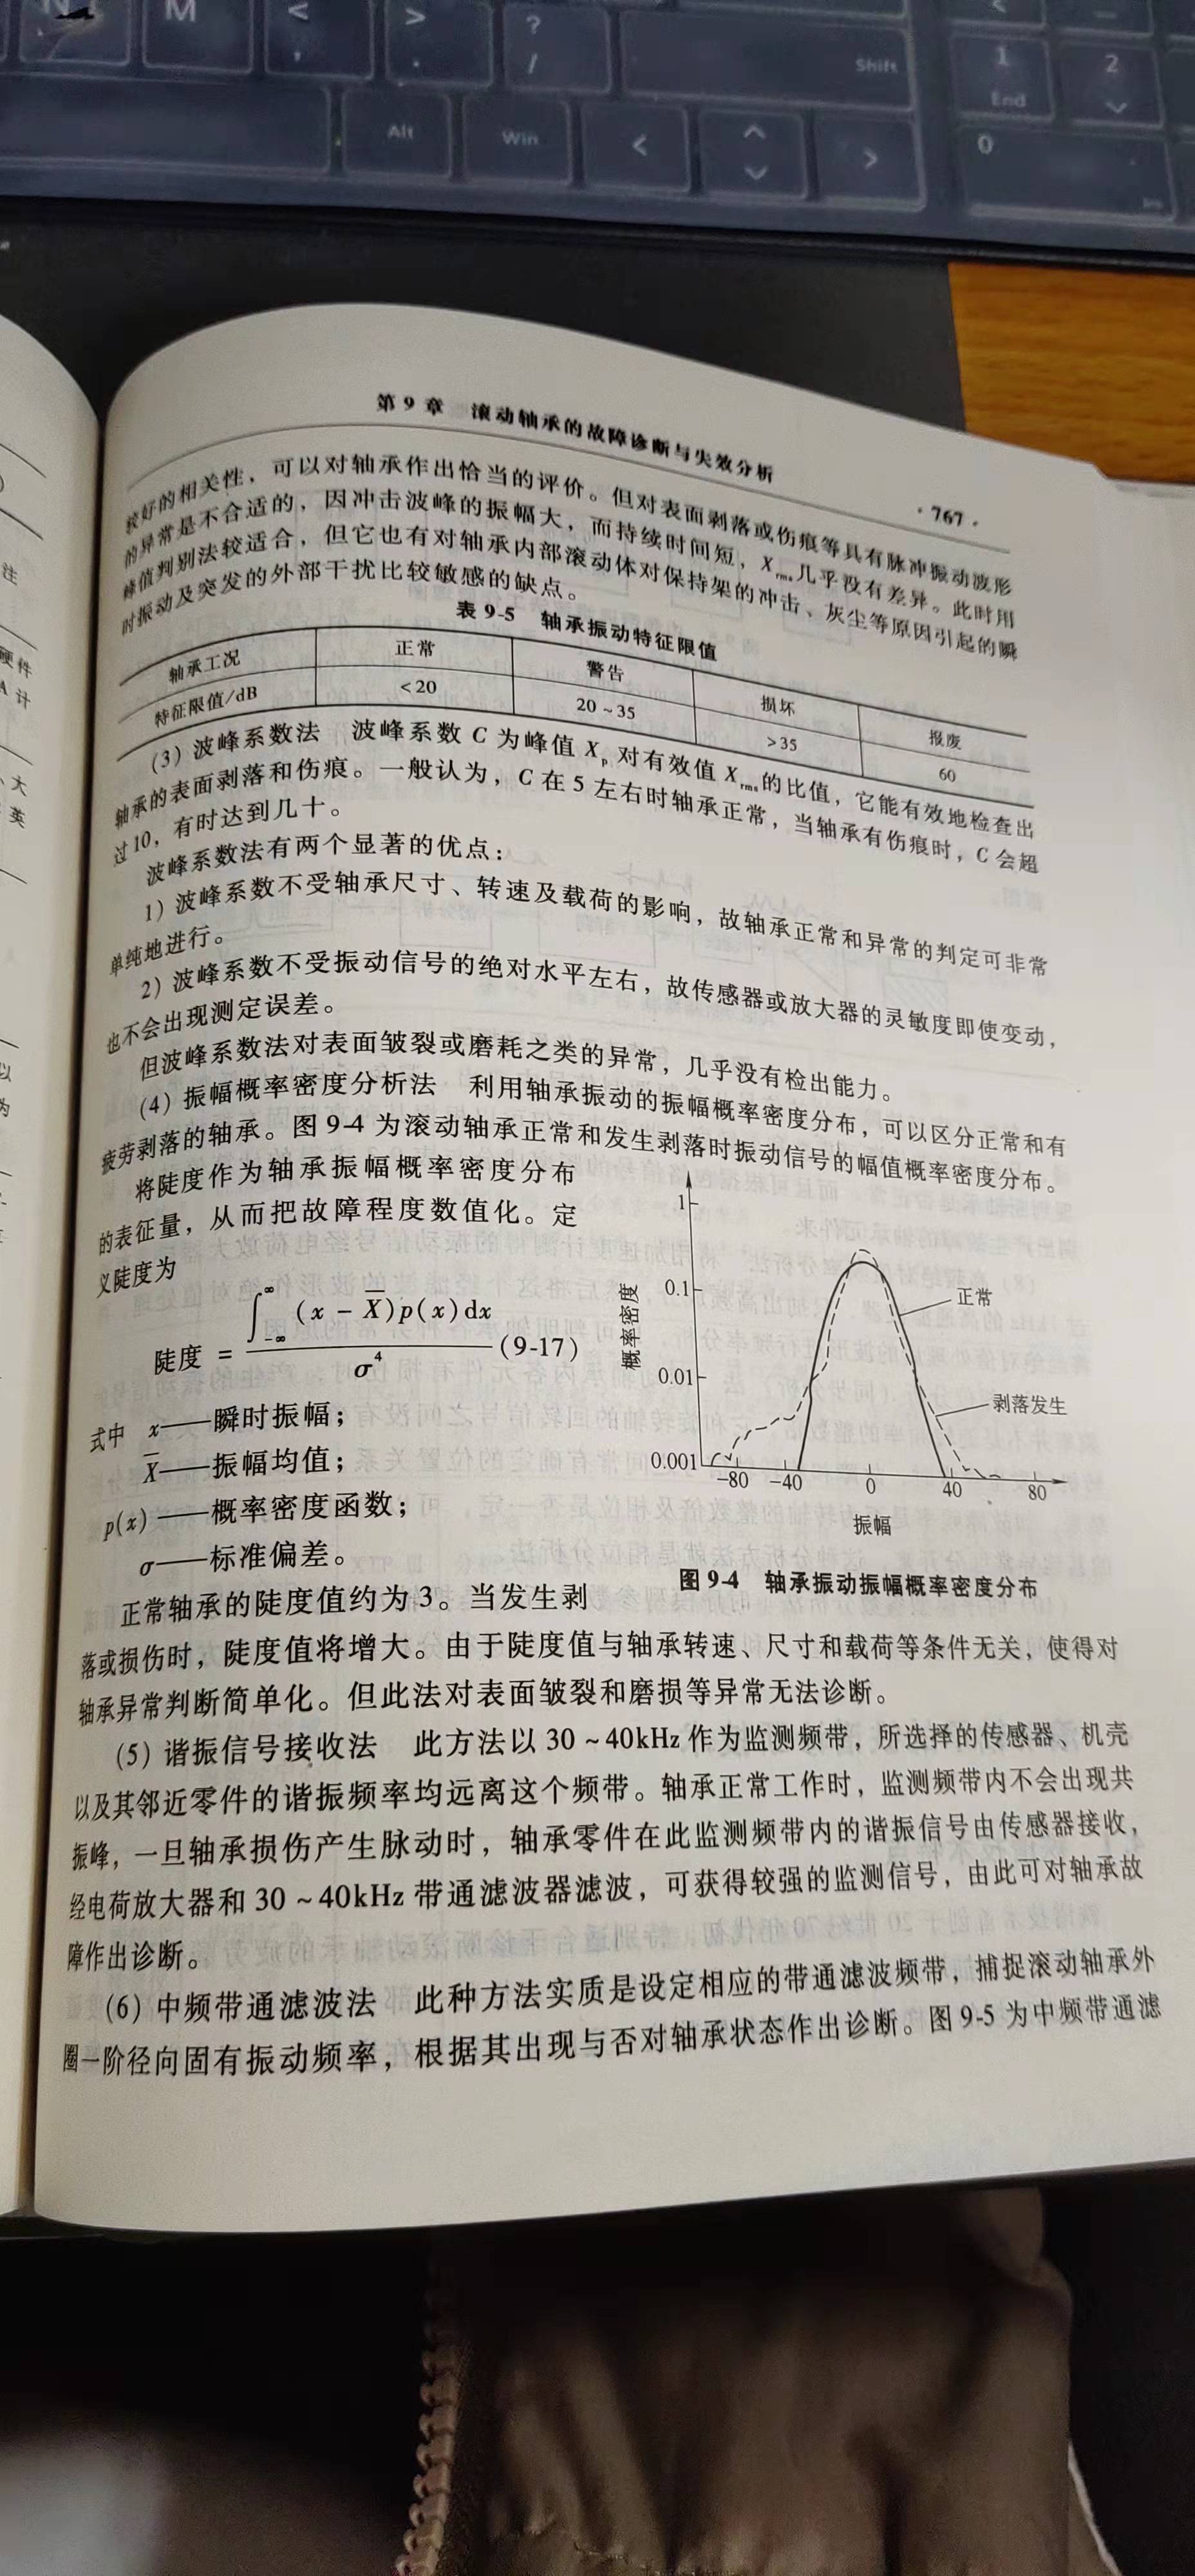 M
<
,
>
.
?
/
Shift
Alt
Win
<
>
1
End
2
0
第9章 滚动轴承的故障诊断与失效分析
·767·
较好的相关性，可以对轴承作出恰当的评价。但对表面剥落或伤痕等具有脉冲振动波形
的异常是不合适的，因冲击波峰的振幅大，而持续时间短，Xrms几乎没有差异。此时用
峰值判别法较适合，但它也有对轴承内部滚动体对保持架的冲击、灰尘等原因引起的瞬
时振动及突发的外部干扰比较敏感的缺点。
表9-5 轴承振动特征限值
轴承工况 正常 警告 损坏 报废
特征限值/dB <20 20~35 >35 60
(3) 波峰系数法 波峰系数C为峰值Xp对有效值Xrms的比值，它能有效地检查出
轴承的表面剥落和伤痕。一般认为，C在5左右时轴承正常，当轴承有伤痕时，C会超
过10，有时达到几十。
波峰系数法有两个显著的优点：
1) 波峰系数不受轴承尺寸、转速及载荷的影响，故轴承正常和异常的判定可非常
单纯地进行。
2) 波峰系数不受振动信号的绝对水平左右，故传感器或放大器的灵敏度即使变动，
也不会出现测定误差。
但波峰系数法对表面皱裂或磨耗之类的异常，几乎没有检出能力。
(4) 振幅概率密度分析法 利用轴承振动的振幅概率密度分布，可以区分正常和有
疲劳剥落的轴承。图9-4为滚动轴承正常和发生剥落时振动信号的幅值概率密度分布。
将陡度作为轴承振幅概率密度分布
的表征量，从而把故障程度数值化。定
义陡度为
陡度 = ∫_{-∞}^{∞} (x - X̄)p(x)dx / σ⁴ (9-17)
式中 x——瞬时振幅；
X̄——振幅均值；
p(x)——概率密度函数；
σ——标准偏差。
概率密度
1
0.1
0.01
0.001
正常
剥落发生
-80 -40 0 40 80
振幅
图9-4 轴承振动振幅概率密度分布
正常轴承的陡度值约为3。当发生剥
落或损伤时，陡度值将增大。由于陡度值与轴承转速、尺寸和载荷等条件无关，使得对
轴承异常判断简单化。但此法对表面皱裂和磨损等异常无法诊断。
(5) 谐振信号接收法 此方法以30~40kHz作为监测频带，所选择的传感器、机壳
以及其邻近零件的谐振频率均远离这个频带。轴承正常工作时，监测频带内不会出现共
振峰，一旦轴承损伤产生脉动时，轴承零件在此监测频带内的谐振信号由传感器接收，
经电荷放大器和30~40kHz带通滤波器滤波，可获得较强的监测信号，由此可对轴承故
障作出诊断。
(6) 中频带通滤波法 此种方法实质是设定相应的带通滤波频带，捕捉滚动轴承外
圈一阶径向固有振动频率，根据其出现与否对轴承状态作出诊断。图9-5为中频带通滤
注
硬件
A 计
大
英
以
为